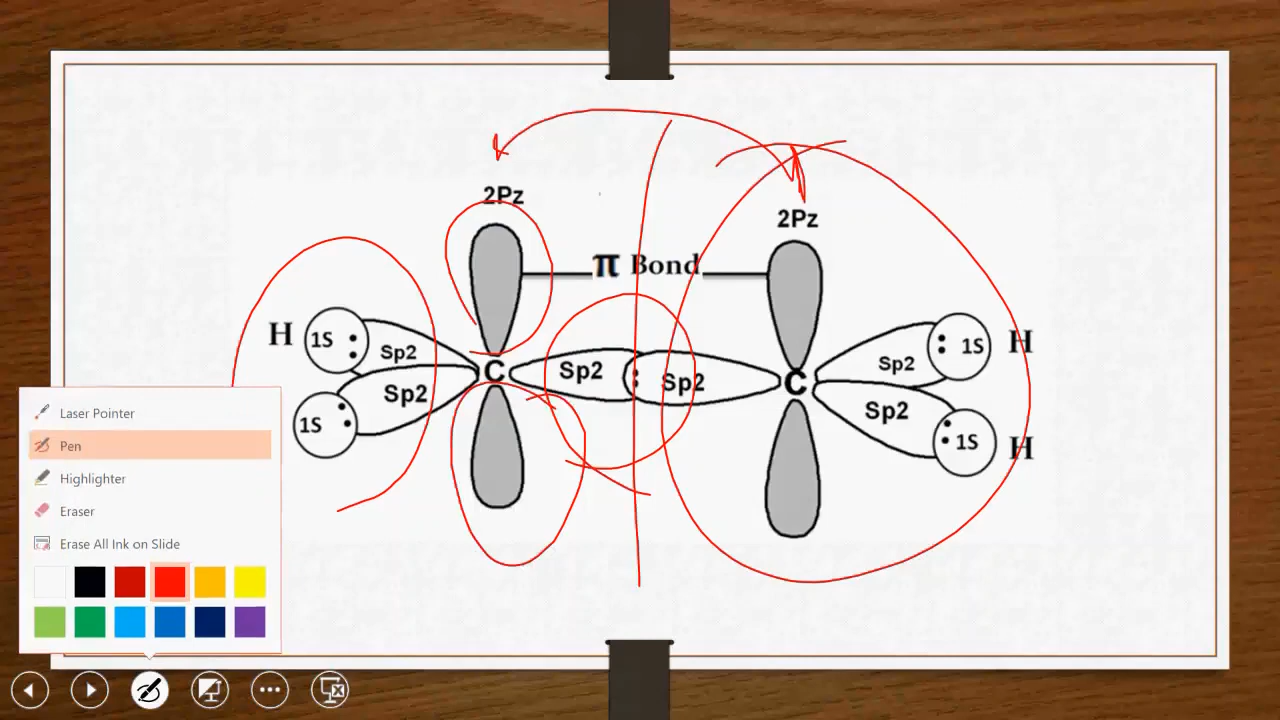 2Pz
2Pz
π Bond
H 1S Sp2
Sp2
1S
C
Sp2
Sp2
C
Sp2
1S H
Sp2
1S H
Laser Pointer
Pen
Highlighter
Eraser
Erase All Ink on Slide